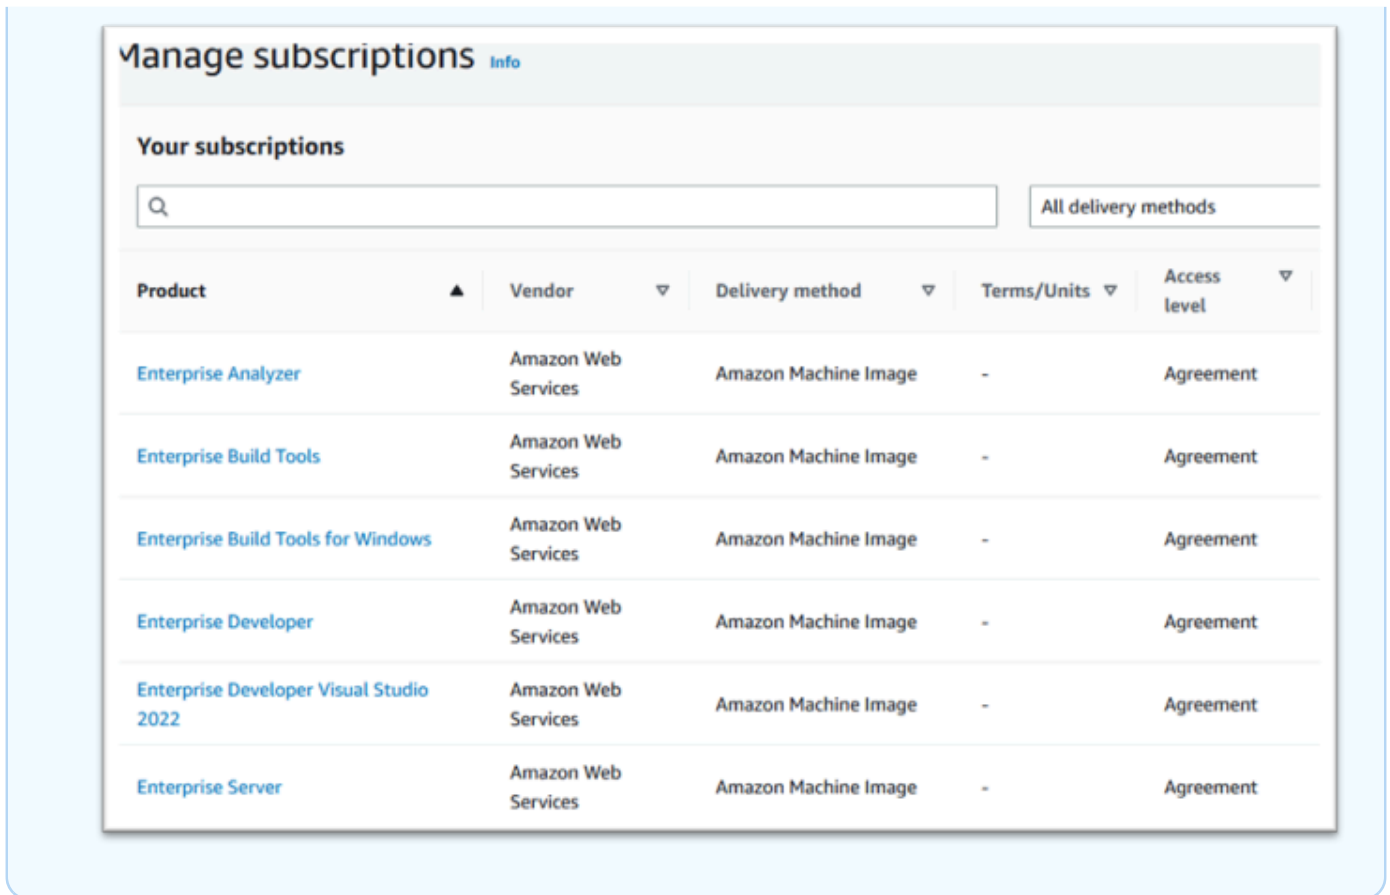 Manage subscriptions Info
Your subscriptions
All delivery methods
Product Vendor Delivery method Terms/Units Access level
Enterprise Analyzer Amazon Web Services Amazon Machine Image - Agreement
Enterprise Build Tools Amazon Web Services Amazon Machine Image - Agreement
Enterprise Build Tools for Windows Amazon Web Services Amazon Machine Image - Agreement
Enterprise Developer Amazon Web Services Amazon Machine Image - Agreement
Enterprise Developer Visual Studio 2022 Amazon Web Services Amazon Machine Image - Agreement
Enterprise Server Amazon Web Services Amazon Machine Image - Agreement